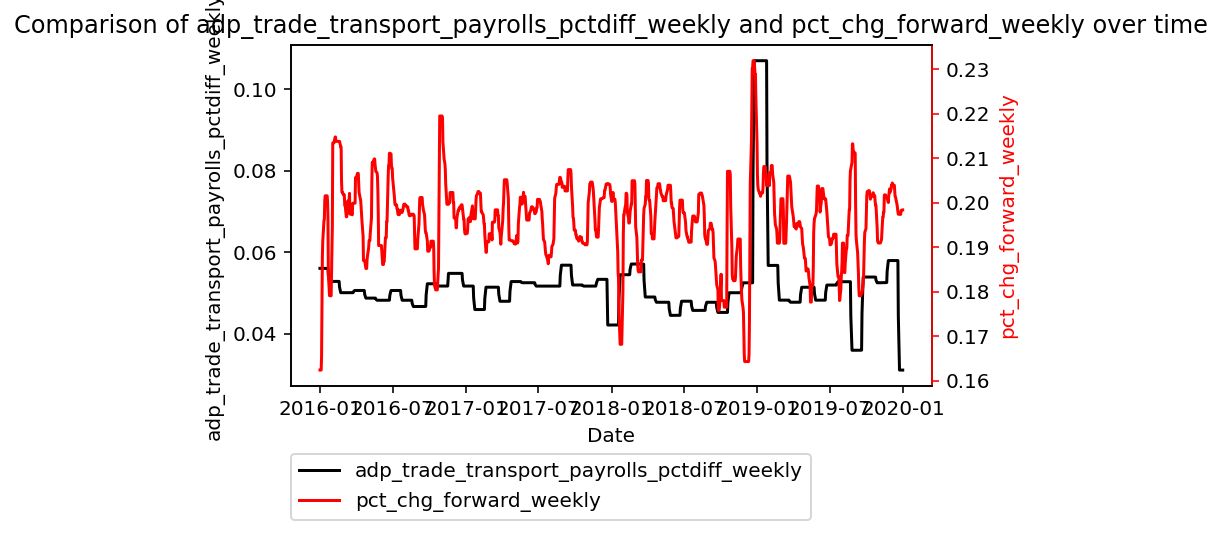 Comparison of adp_trade_transport_payrolls_pctdiff_weekly and pct_chg_forward_weekly over time
adp_trade_transport_payrolls_pctdiff_weekly
0.10
0.08
0.06
0.04
0.23
0.22
0.21
0.20
0.19
0.18
0.17
0.16
pct_chg_forward_weekly
2016-01 2016-07 2017-01 2017-07 2018-01 2018-07 2019-01 2019-07 2020-01
Date
adp_trade_transport_payrolls_pctdiff_weekly
pct_chg_forward_weekly